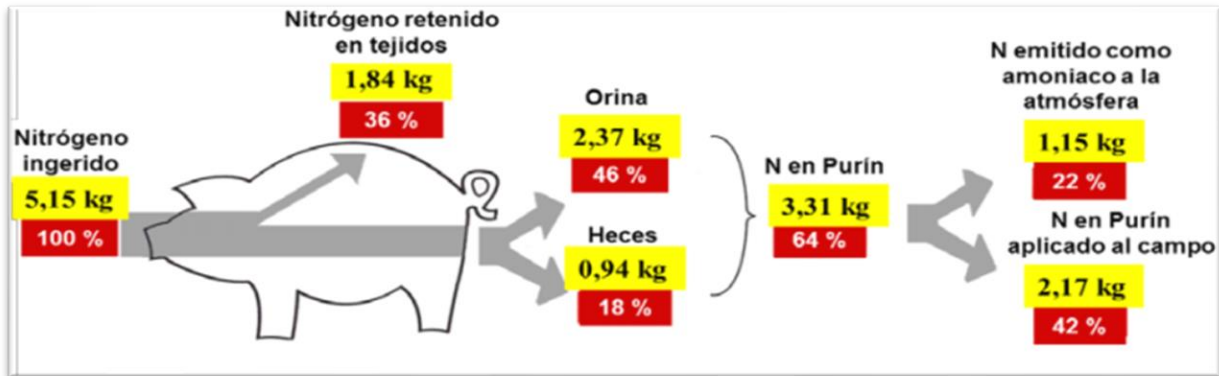 Nitrógeno retenido
en tejidos
1,84 kg
36 %
Nitrógeno
ingerido
5,15 kg
100 %
Orina
2,37 kg
46 %
Heces
0,94 kg
18 %
N en Purín
3,31 kg
64 %
N emitido como
amoniaco a la
atmósfera
1,15 kg
22 %
N en Purín
aplicado al campo
2,17 kg
42 %